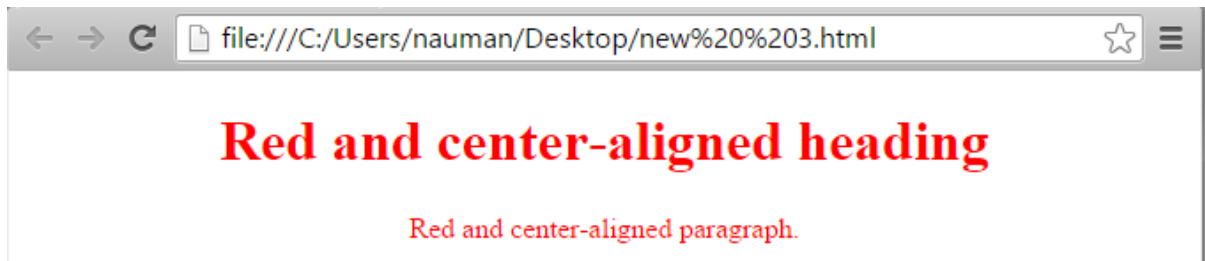 file:///C:/Users/nauman/Desktop/new%20%203.html
Red and center-aligned heading
Red and center-aligned paragraph.